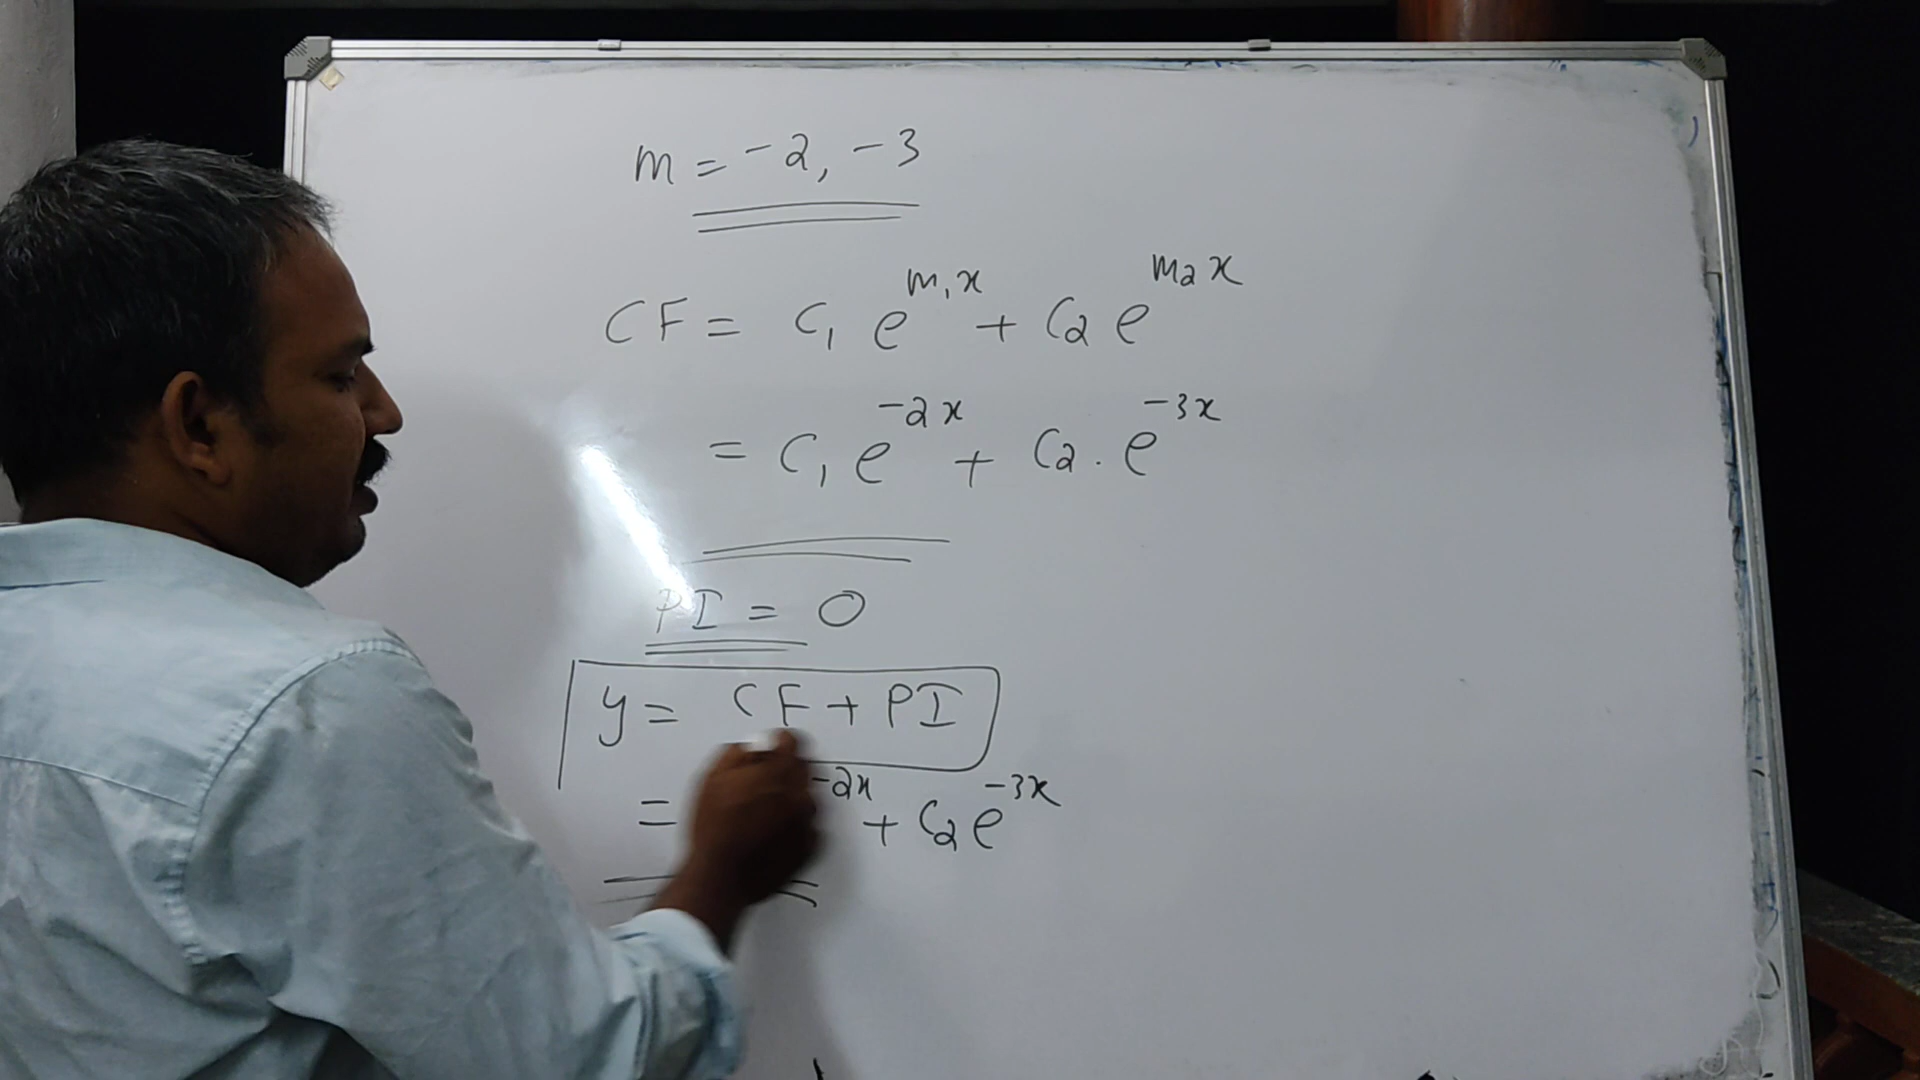 m = -2, -3
CF = C₁ e^{m₁x} + C₂ e^{m₂x}
= C₁ e^{-2x} + C₂ . e^{-3x}
PI = 0
y = CF + PI
= ^{-2x} + C₂ e^{-3x}